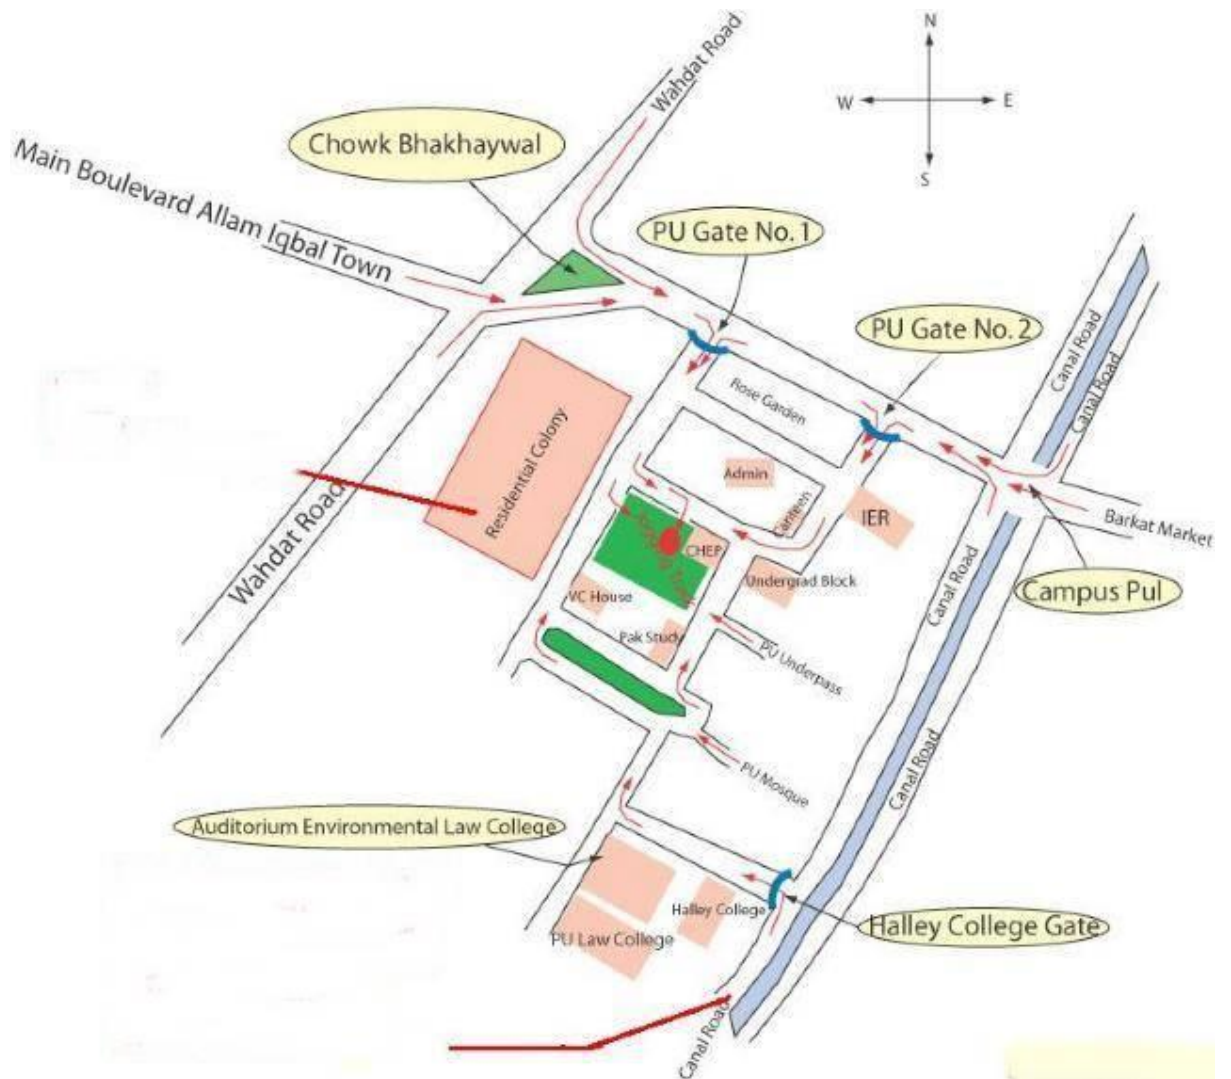 N
Wahdat Road
W E
Chowk Bhakhaywal
S
Main Boulevard Allam Iqbal Town
PU Gate No. 1
PU Gate No. 2
Canal Road
Canal Road
Rose Garden
Residential Colony
Admin
Canteen
IER
Barkat Market
Wahdat Road
CHEP
Canal Road
Campus Pul
Undergrad Block
VC House
Pak Study
PU Underpass
PU Mosque
Canal Road
Auditorium Environmental Law College
Halley College
Halley College Gate
PU Law College
Canal Road